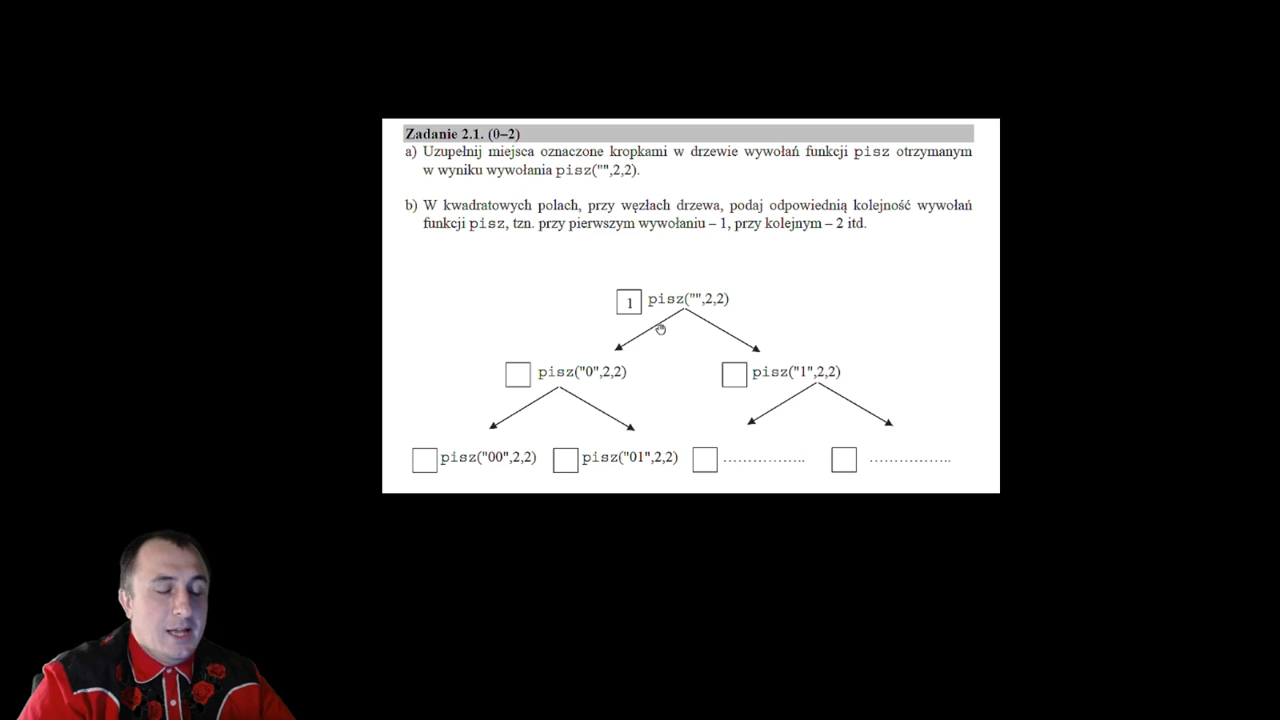 Zadanie 2.1. (0–2)
a) Uzupełnij miejsca oznaczone kropkami w drzewie wywołań funkcji pisz otrzymanym
w wyniku wywołania pisz("",2,2).
b) W kwadratowych polach, przy węzłach drzewa, podaj odpowiednią kolejność wywołań
funkcji pisz, tzn. przy pierwszym wywołaniu – 1, przy kolejnym – 2 itd.
1 pisz("",2,2)
pisz("0",2,2) pisz("1",2,2)
pisz("00",2,2) pisz("01",2,2) ................. .................